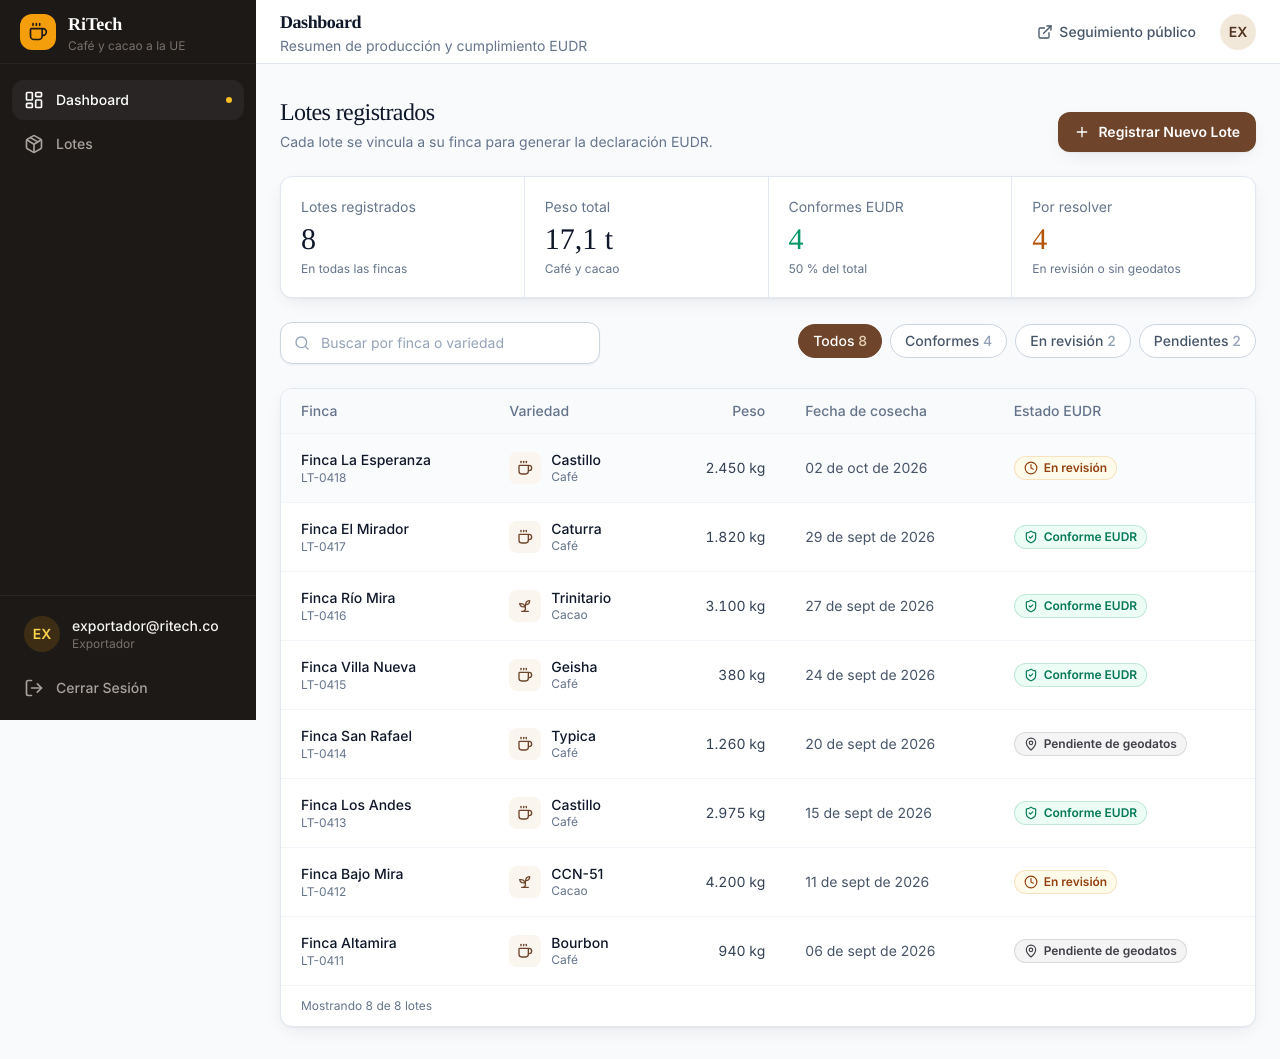 RiTech
Café y cacao a la UE
Dashboard
Lotes
exportador@ritech.co
EX
Exportador
Cerrar Sesión
Dashboard
Resumen de producción y cumplimiento EUDR
Seguimiento público
EX
Lotes registrados
Cada lote se vincula a su finca para generar la declaración EUDR.
Registrar Nuevo Lote
Lotes registrados
8
En todas las fincas
Peso total
17,1 t
Café y cacao
Conformes EUDR
4
50 % del total
Por resolver
4
En revisión o sin geodatos
Buscar por finca o variedad
Todos 8
Conformes 4
En revisión 2
Pendientes 2
Finca Variedad Peso Fecha de cosecha Estado EUDR
Finca La Esperanza
LT-0418
Castillo
Café
2.450 kg
02 de oct de 2026
En revisión
Finca El Mirador
LT-0417
Caturra
Café
1.820 kg
29 de sept de 2026
Conforme EUDR
Finca Río Mira
LT-0416
Trinitario
Cacao
3.100 kg
27 de sept de 2026
Conforme EUDR
Finca Villa Nueva
LT-0415
Geisha
Café
380 kg
24 de sept de 2026
Conforme EUDR
Finca San Rafael
LT-0414
Typica
Café
1.260 kg
20 de sept de 2026
Pendiente de geodatos
Finca Los Andes
LT-0413
Castillo
Café
2.975 kg
15 de sept de 2026
Conforme EUDR
Finca Bajo Mira
LT-0412
CCN-51
Cacao
4.200 kg
11 de sept de 2026
En revisión
Finca Altamira
LT-0411
Bourbon
Café
940 kg
06 de sept de 2026
Pendiente de geodatos
Mostrando 8 de 8 lotes